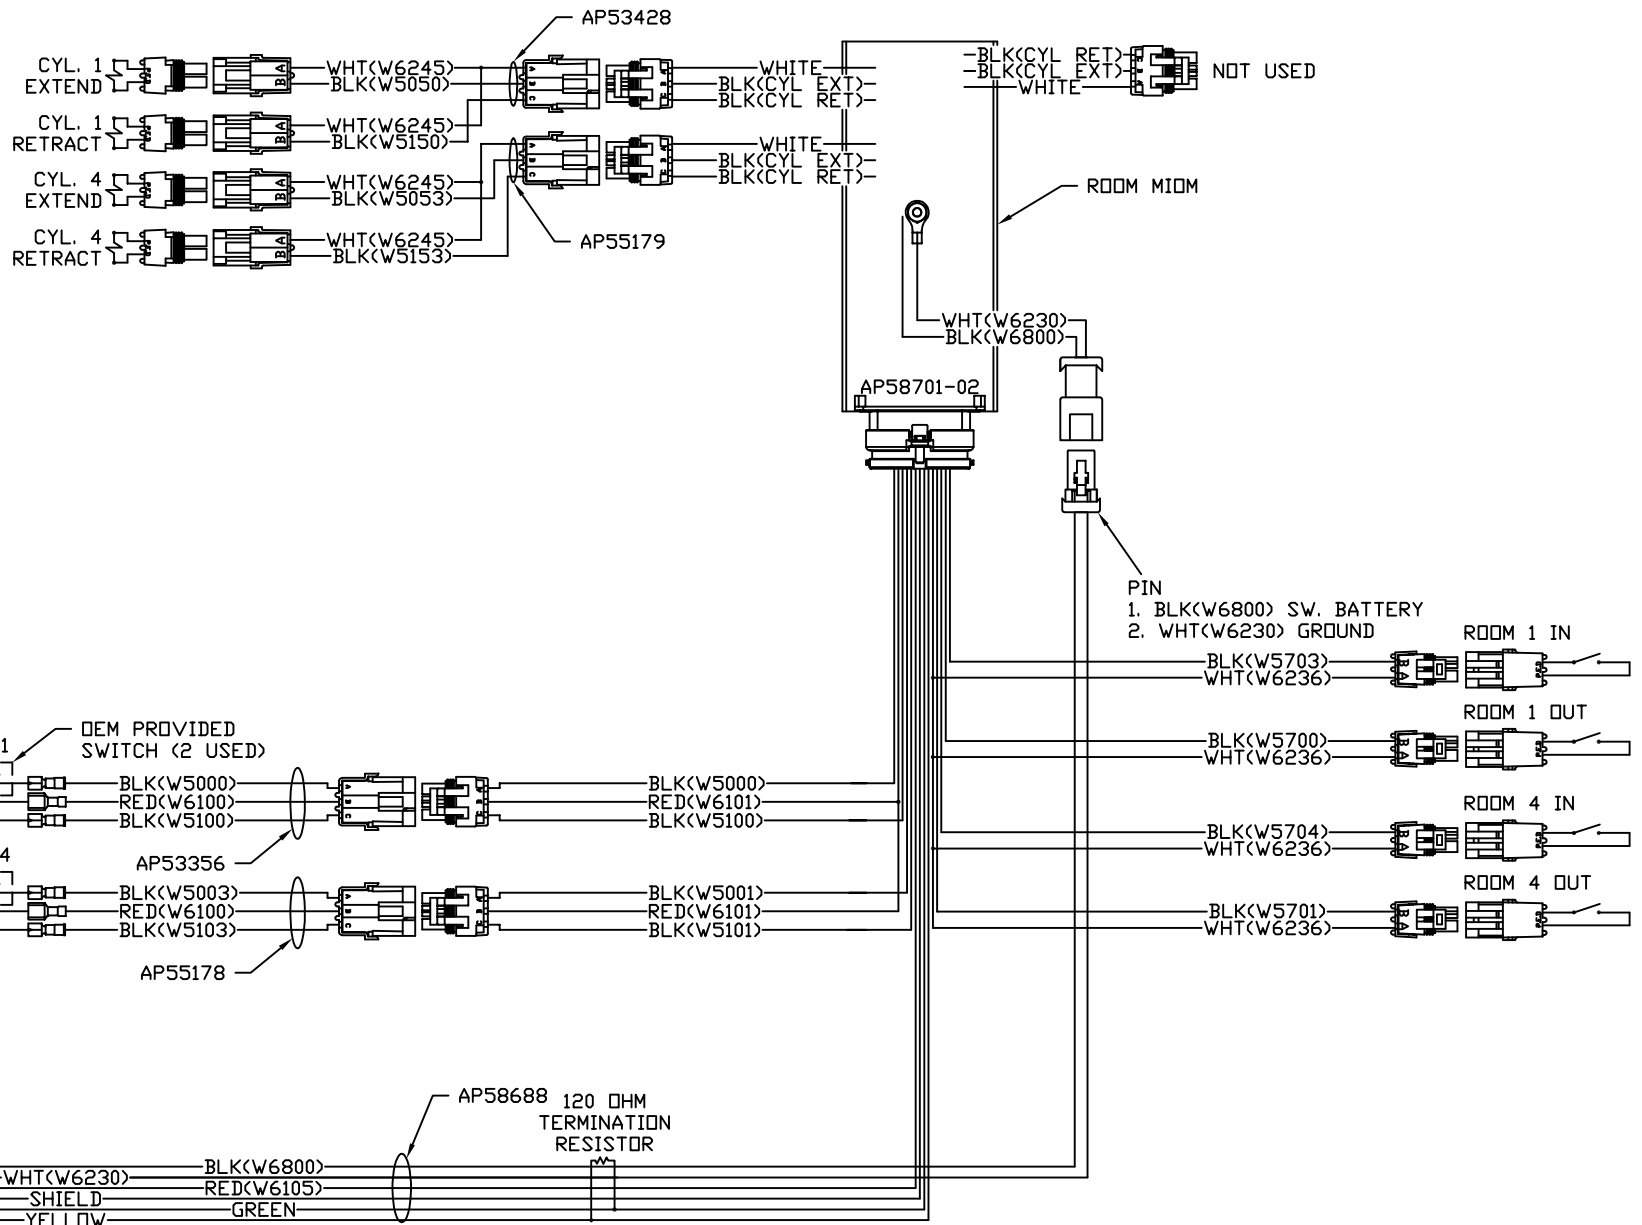 AP53428
CYL. 1
EXTEND
WHT(W6245)
BLK(W5050)
A
B
A
B
C
WHITE
BLK(CYL EXT)
BLK(CYL RET)
BLK(CYL RET)
BLK(CYL EXT)
WHITE
NOT USED
CYL. 1
RETRACT
WHT(W6245)
BLK(W5150)
A
B
WHITE
BLK(CYL EXT)
BLK(CYL RET)
CYL. 4
EXTEND
WHT(W6245)
BLK(W5053)
A
B
ROOM MIOM
CYL. 4
RETRACT
WHT(W6245)
BLK(W5153)
A
B
AP55179
WHT(W6230)
BLK(W6800)
AP58701-02
PIN
1. BLK(W6800) SW. BATTERY
2. WHT(W6230) GROUND
ROOM 1 IN
BLK(W5703)
WHT(W6236)
B
A
ROOM 1 OUT
BLK(W5700)
WHT(W6236)
B
A
ROOM 4 IN
BLK(W5704)
WHT(W6236)
B
A
ROOM 4 OUT
BLK(W5701)
WHT(W6236)
B
A
1
OEM PROVIDED
SWITCH (2 USED)
BLK(W5000)
RED(W6100)
BLK(W5100)
A
B
C
BLK(W5000)
RED(W6101)
BLK(W5100)
AP53356
4
BLK(W5003)
RED(W6100)
BLK(W5103)
A
B
C
BLK(W5001)
RED(W6101)
BLK(W5101)
AP55178
AP58688
120 OHM
TERMINATION
RESISTOR
BLK(W6800)
WHT(W6230)
RED(W6105)
SHIELD
GREEN
YELLOW